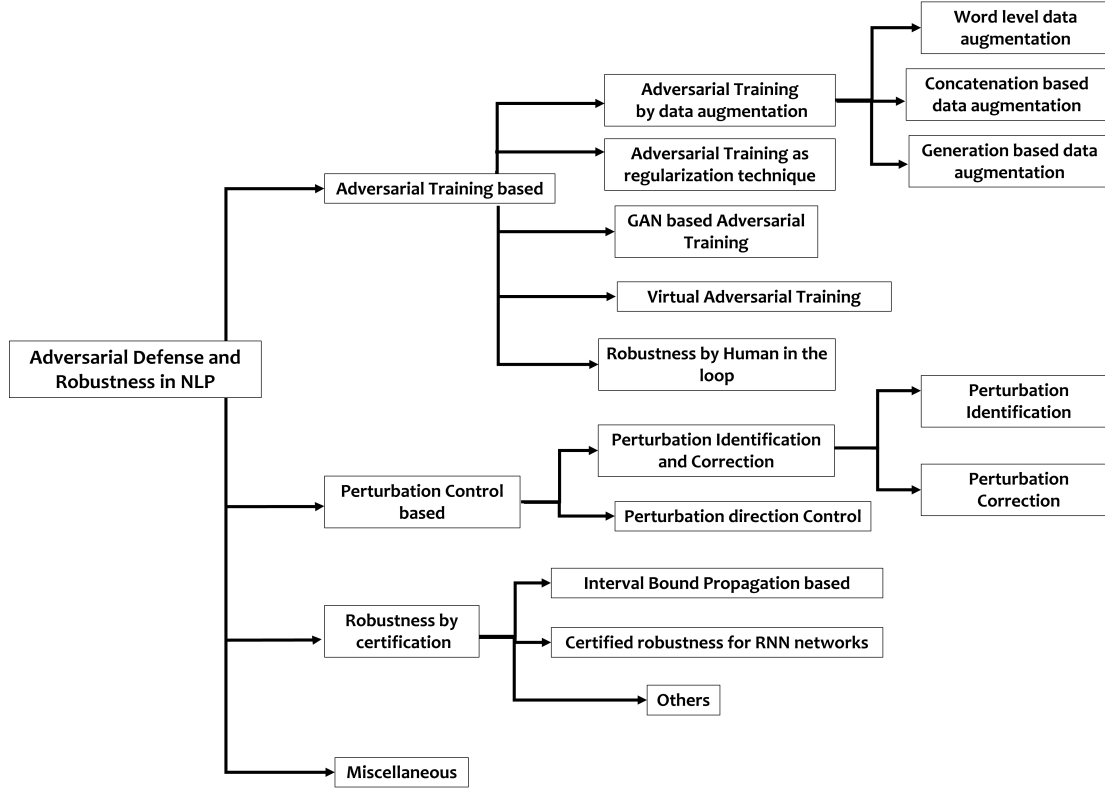 Word level data
augmentation
Adversarial Training
by data augmentation
Concatenation based
data augmentation
Generation based data
augmentation
Adversarial Training as
regularization technique
Adversarial Training based
GAN based Adversarial
Training
Virtual Adversarial Training
Robustness by Human in the
loop
Adversarial Defense and
Robustness in NLP
Perturbation
Identification
Perturbation Identification
and Correction
Perturbation
Correction
Perturbation Control
based
Perturbation direction Control
Interval Bound Propagation based
Robustness by
certification
Certified robustness for RNN networks
Others
Miscellaneous